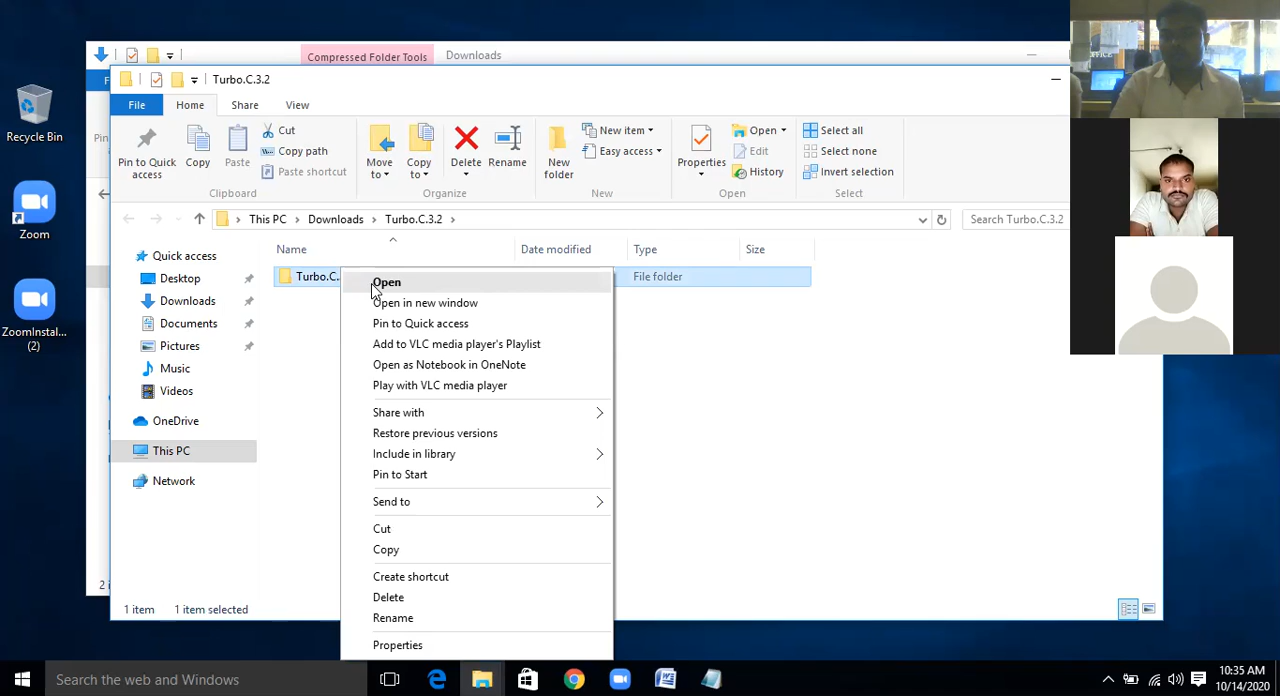 Compressed Folder Tools
Downloads
Turbo.C.3.2
File
Home
Share
View
Pin to Quick access
Copy
Paste
Cut
Copy path
Paste shortcut
Move to
Copy to
Delete
Rename
New folder
New item
Easy access
Properties
Open
Edit
History
Select all
Select none
Invert selection
Clipboard
Organize
New
Open
Select
This PC
Downloads
Turbo.C.3.2
Search Turbo.C.3.2
Name
Date modified
Type
Size
Turbo.C.
File folder
Quick access
Desktop
Downloads
Documents
Pictures
Music
Videos
OneDrive
This PC
Network
Open
Open in new window
Pin to Quick access
Add to VLC media player's Playlist
Open as Notebook in OneNote
Play with VLC media player
Share with
Restore previous versions
Include in library
Pin to Start
Send to
Cut
Copy
Create shortcut
Delete
Rename
Properties
1 item
1 item selected
Recycle Bin
Zoom
ZoomInstal...
(2)
Search the web and Windows
10:35 AM
10/14/2020